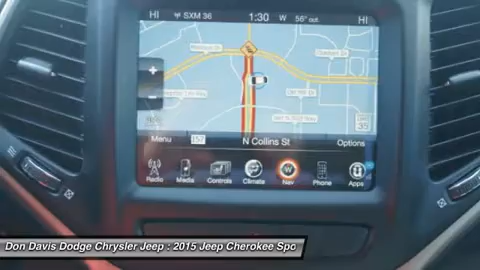 HI SXM 36 1:30 W 56° out HI
Menu 157 N Collins St Options
Radio Media Controls Climate Nav Phone Apps
Don Davis Dodge Chrysler Jeep : 2015 Jeep Cherokee Spo